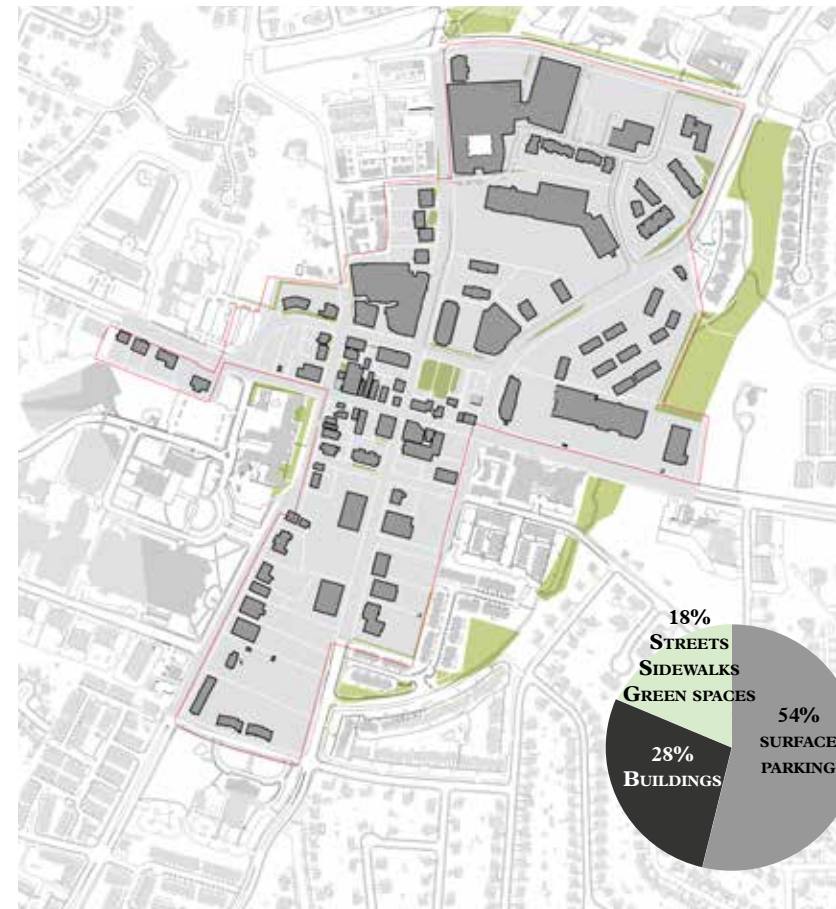 18%
STREETS
SIDEWALKS
GREEN SPACES
54%
SURFACE
PARKING
28%
BUILDINGS